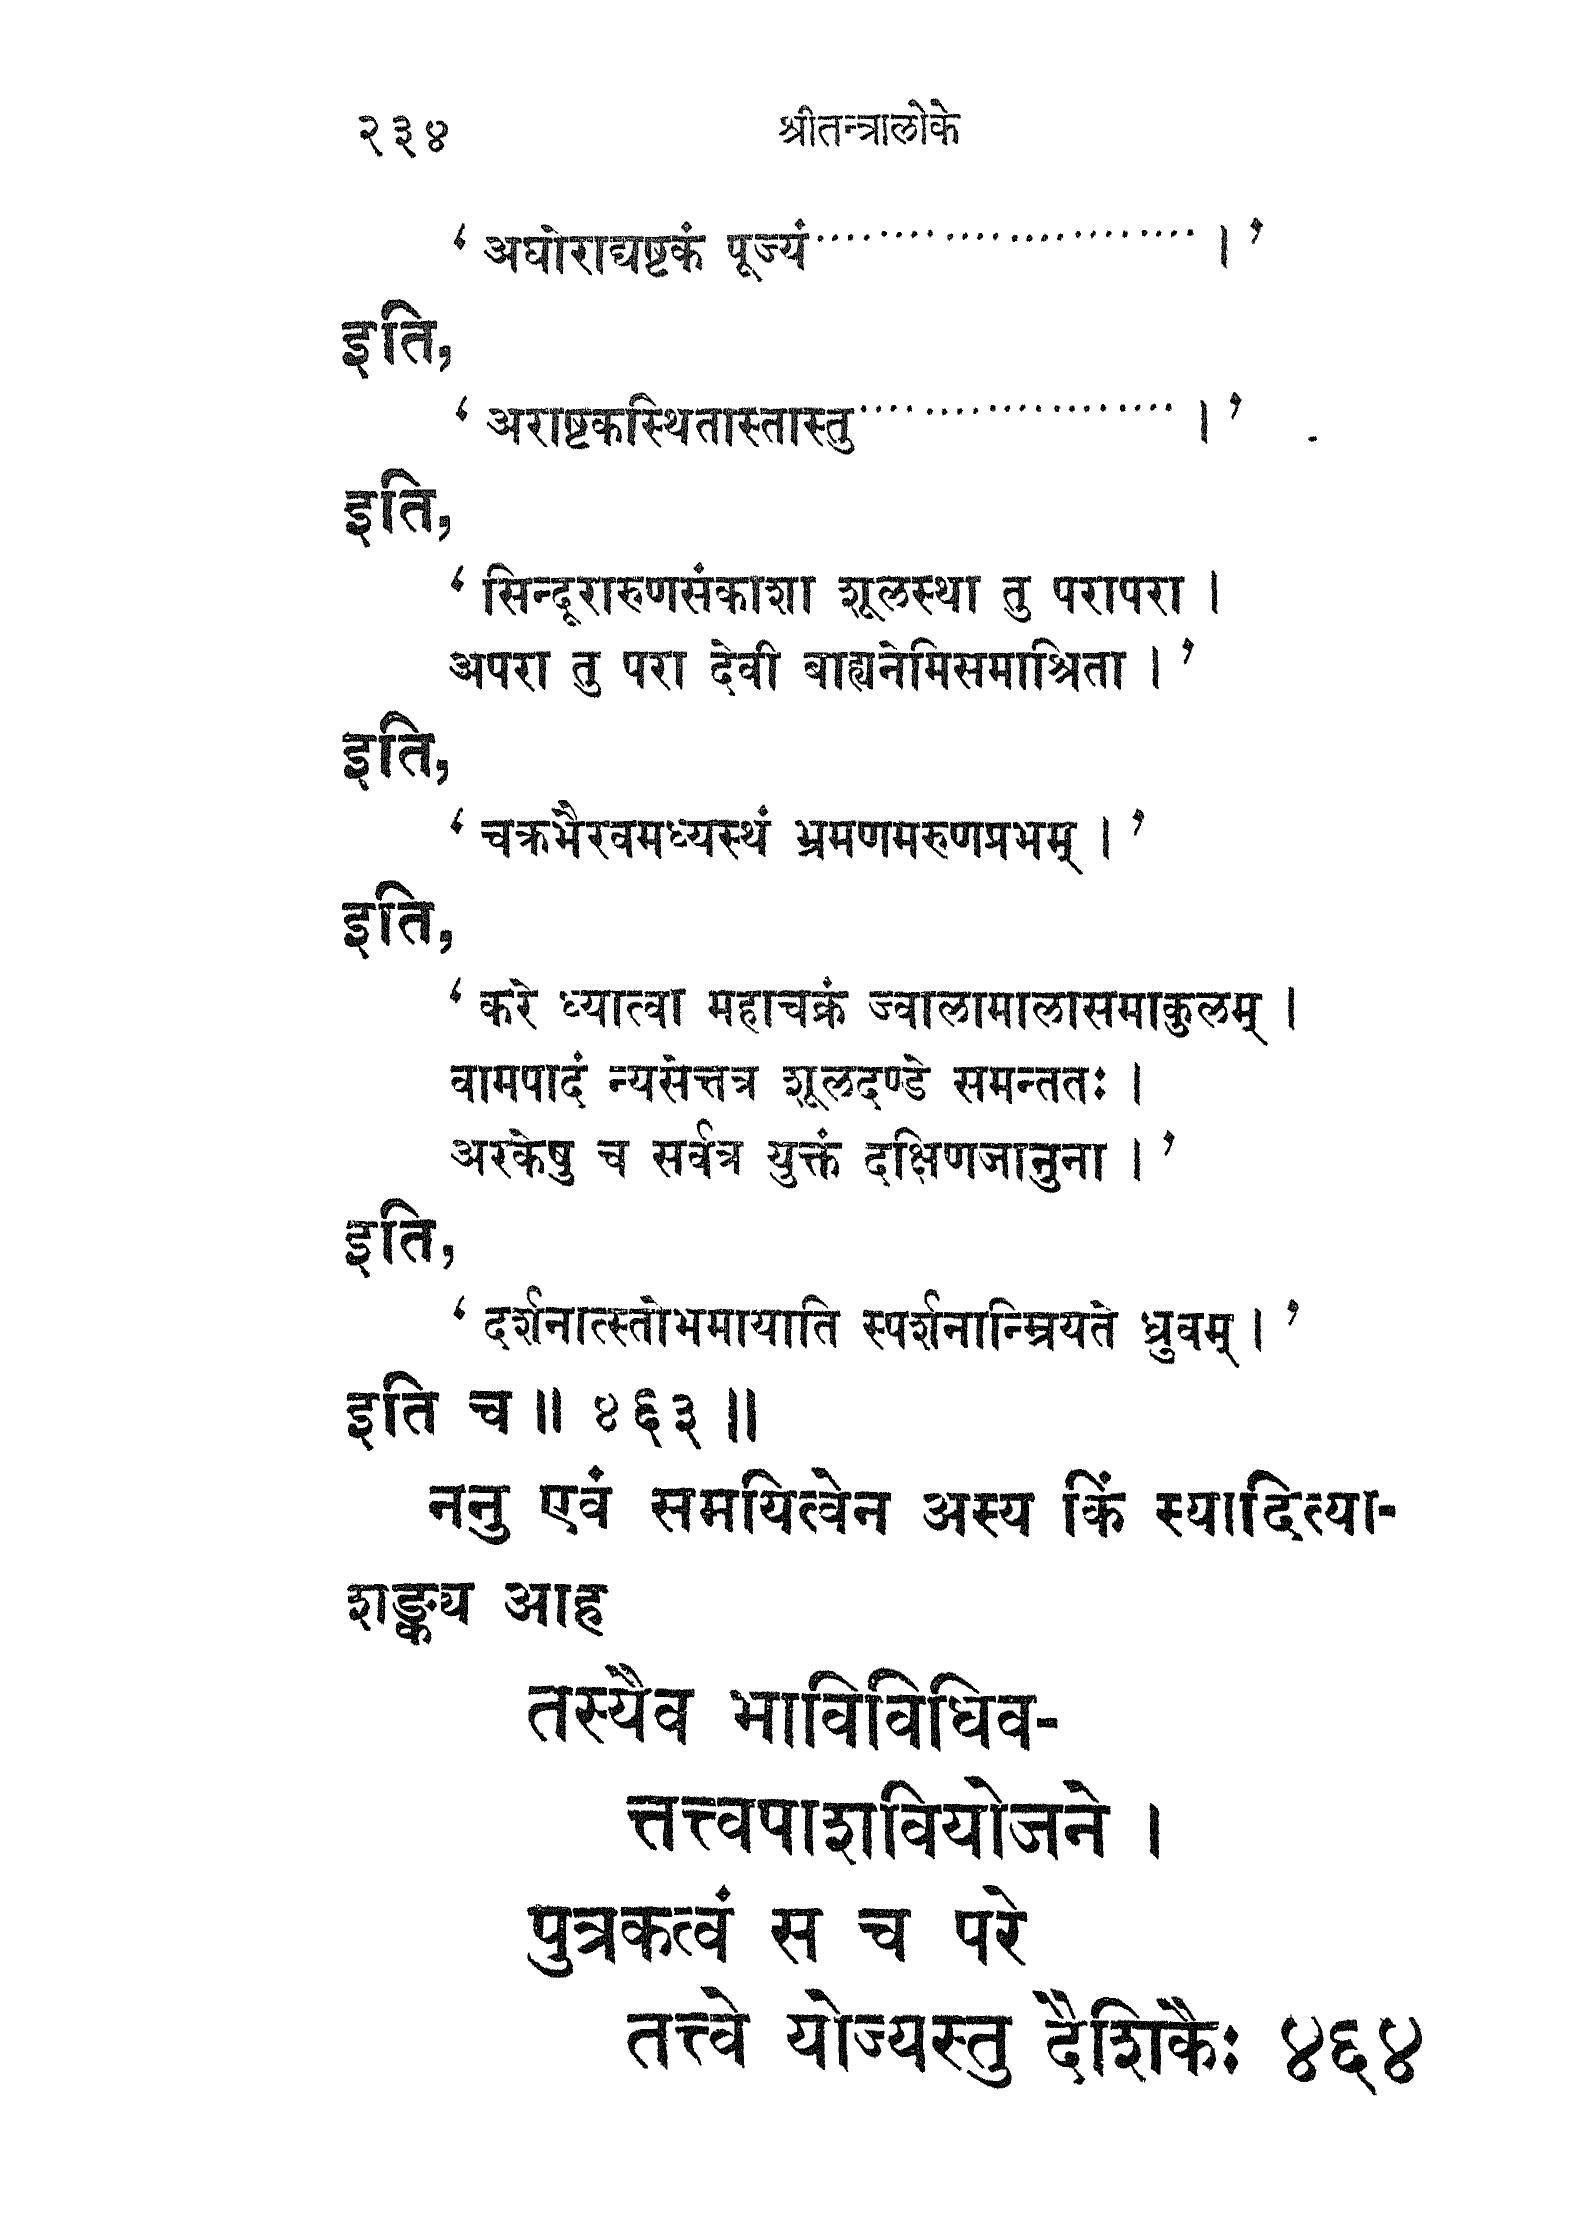 २३४ श्रीतन्त्रालोके
‘ अघोराद्यष्टकं पूज्यं························ । ’
इति,
‘ अराष्टकस्थितास्तास्तु···················· । ’
इति,
‘ सिन्दूरारुणसंकाशा शूलस्था तु परापरा ।
अपरा तु परा देवी बाह्यनेमिसमाश्रिता । ’
इति,
‘ चक्रभैरवमध्यस्थं भ्रमणमरुणप्रभम् । ’
इति,
‘ करे ध्यात्वा महाचक्रं ज्वालामालासमाकुलम् ।
वामपादं न्यसेत्तत्र शूलदण्डे समन्ततः ।
अरकेषु च सर्वत्र युक्तं दक्षिणजानुना । ’
इति,
‘ दर्शनात्स्तोभमायाति स्पर्शनान्म्रियते ध्रुवम् । ’
इति च ॥ ४६३ ॥
ननु एवं समयित्वेन अस्य किं स्यादित्या-
शङ्क्य आह
तस्यैव भाविविधिव-
त्तत्त्वपाशवियोजने ।
पुत्रकत्वं स च परे
तत्त्वे योज्यस्तु दैशिकैः ४६४